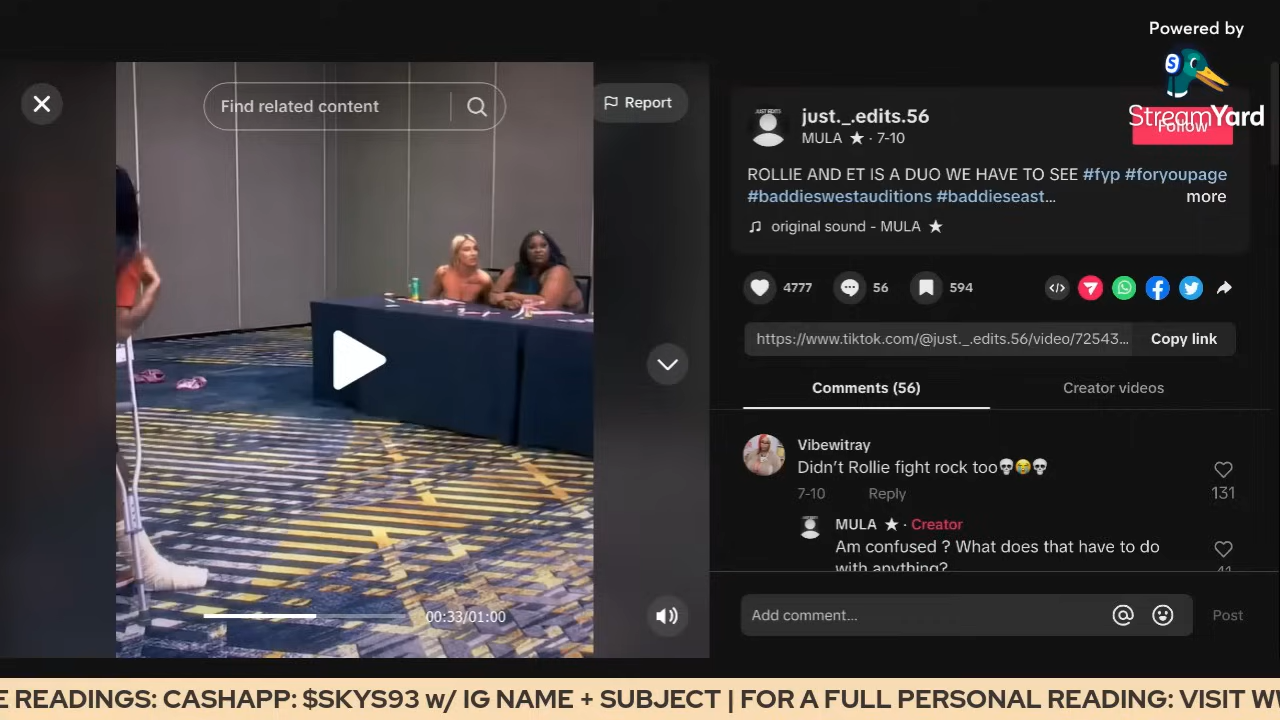 Powered by
StreamYard
Find related content
Report
just._.edits.56
MULA ★ · 7-10
Follow
ROLLIE AND ET IS A DUO WE HAVE TO SEE #fyp #foryoupage
#baddieswestauditions #baddieseast...
more
original sound - MULA ★
4777
56
594
https://www.tiktok.com/@just._.edits.56/video/72543...
Copy link
Comments (56)
Creator videos
Vibewitray
Didn't Rollie fight rock too💀😭💀
7-10
Reply
131
MULA ★ · Creator
Am confused ? What does that have to do
with anything?
41
00:33/01:00
Add comment...
Post
E READINGS: CASHAPP: $SKYS93 w/ IG NAME + SUBJECT | FOR A FULL PERSONAL READING: VISIT W